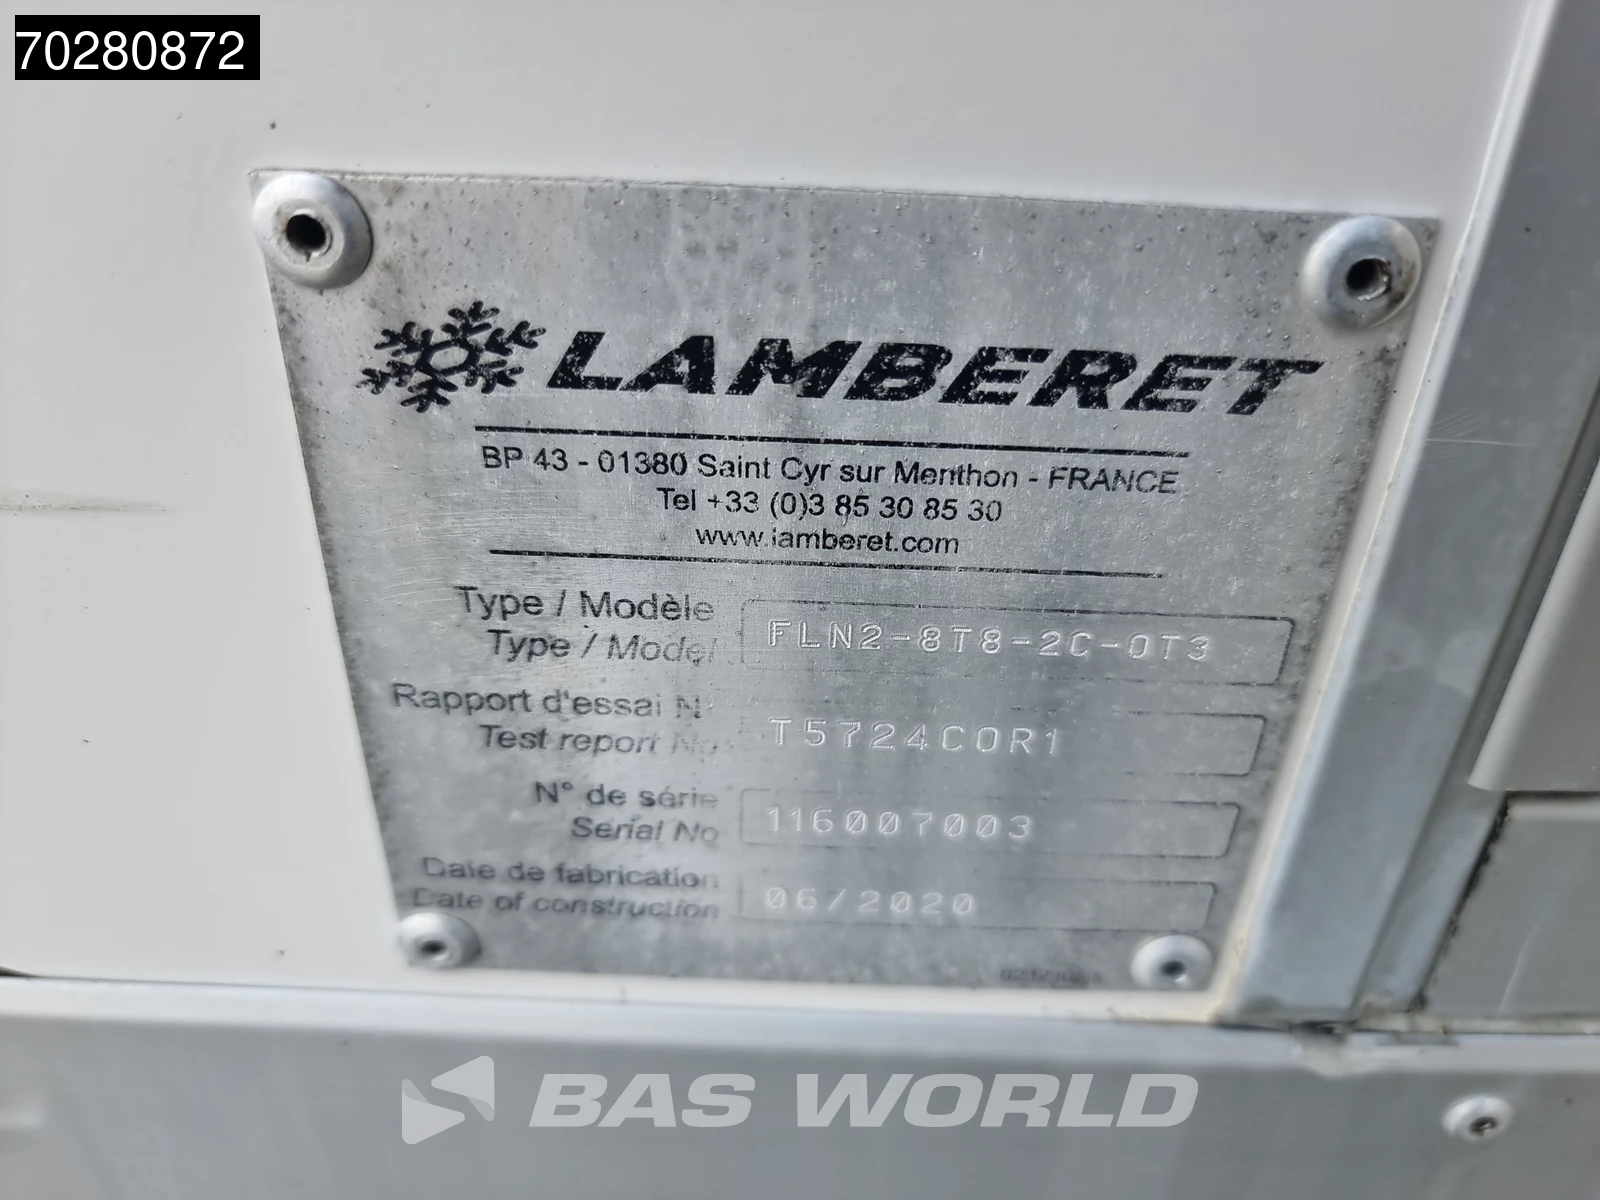 70280872
LAMBERET
BP 43 - 01380 Saint Cyr sur Menthon - FRANCE
Tel +33 (0)3 85 30 85 30
www.lamberet.com
Type / Modèle
Type / Model
FLN2-8T8-2C-0T3
Rapport d'essai N°
Test report No
T5724C0R1
N° de série
Serial No
116007003
Date de fabrication
Date of construction
06/2020
BAS WORLD